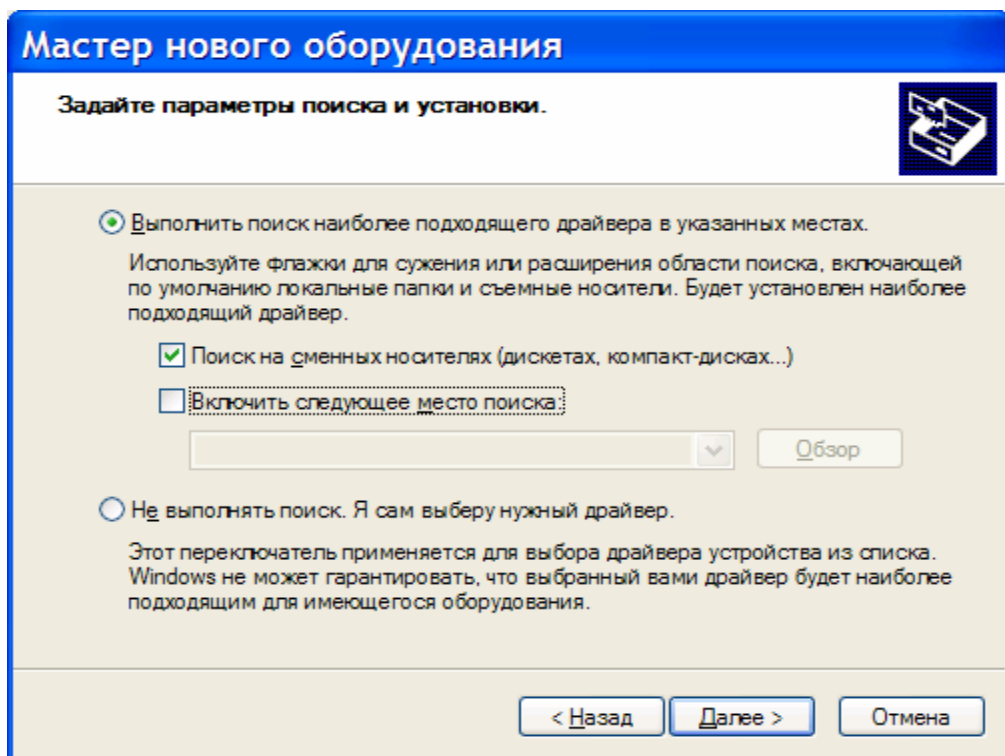 Мастер нового оборудования
Задайте параметры поиска и установки.
Выполнить поиск наиболее подходящего драйвера в указанных местах.
Используйте флажки для сужения или расширения области поиска, включающей
по умолчанию локальные папки и съемные носители. Будет установлен наиболее
подходящий драйвер.
Поиск на сменных носителях (дискетах, компакт-дисках...)
Включить следующее место поиска:
Обзор
Не выполнять поиск. Я сам выберу нужный драйвер.
Этот переключатель применяется для выбора драйвера устройства из списка.
Windows не может гарантировать, что выбранный вами драйвер будет наиболее
подходящим для имеющегося оборудования.
< Назад Далее > Отмена